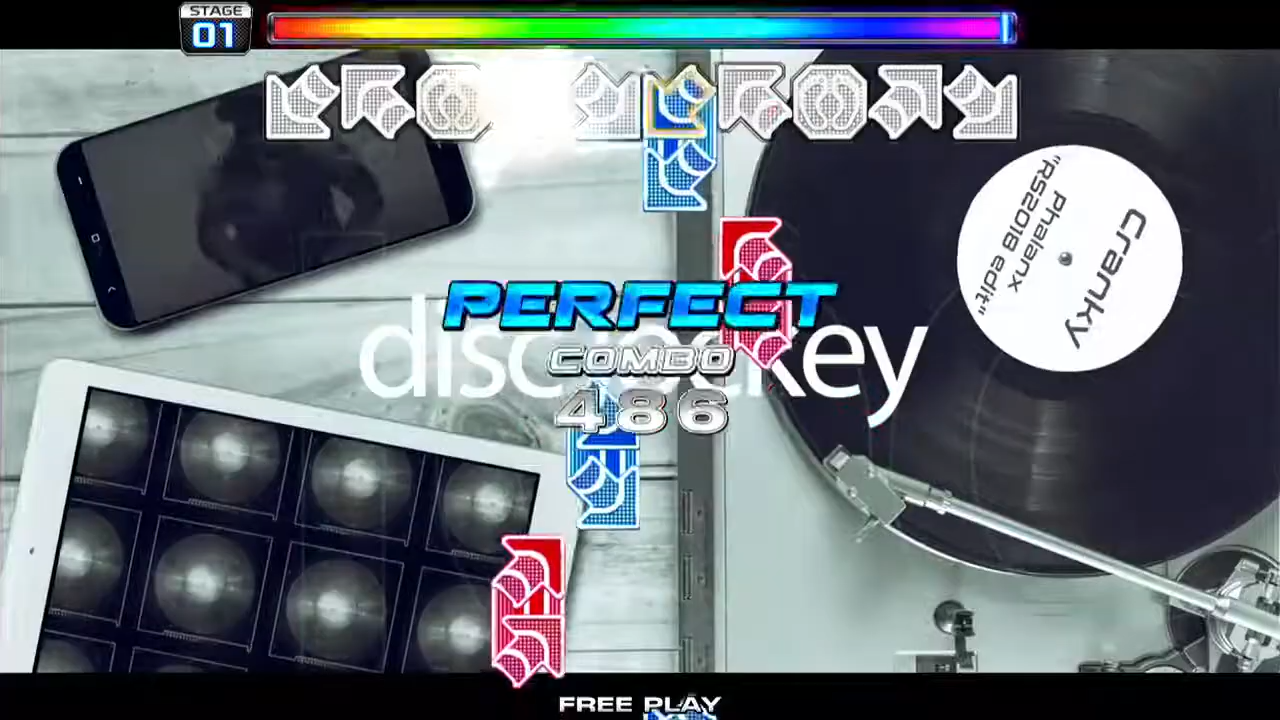 STAGE
01
PERFECT
COMBO
486
Cranky
Phalanx
"RS2018 edit"
FREE PLAY